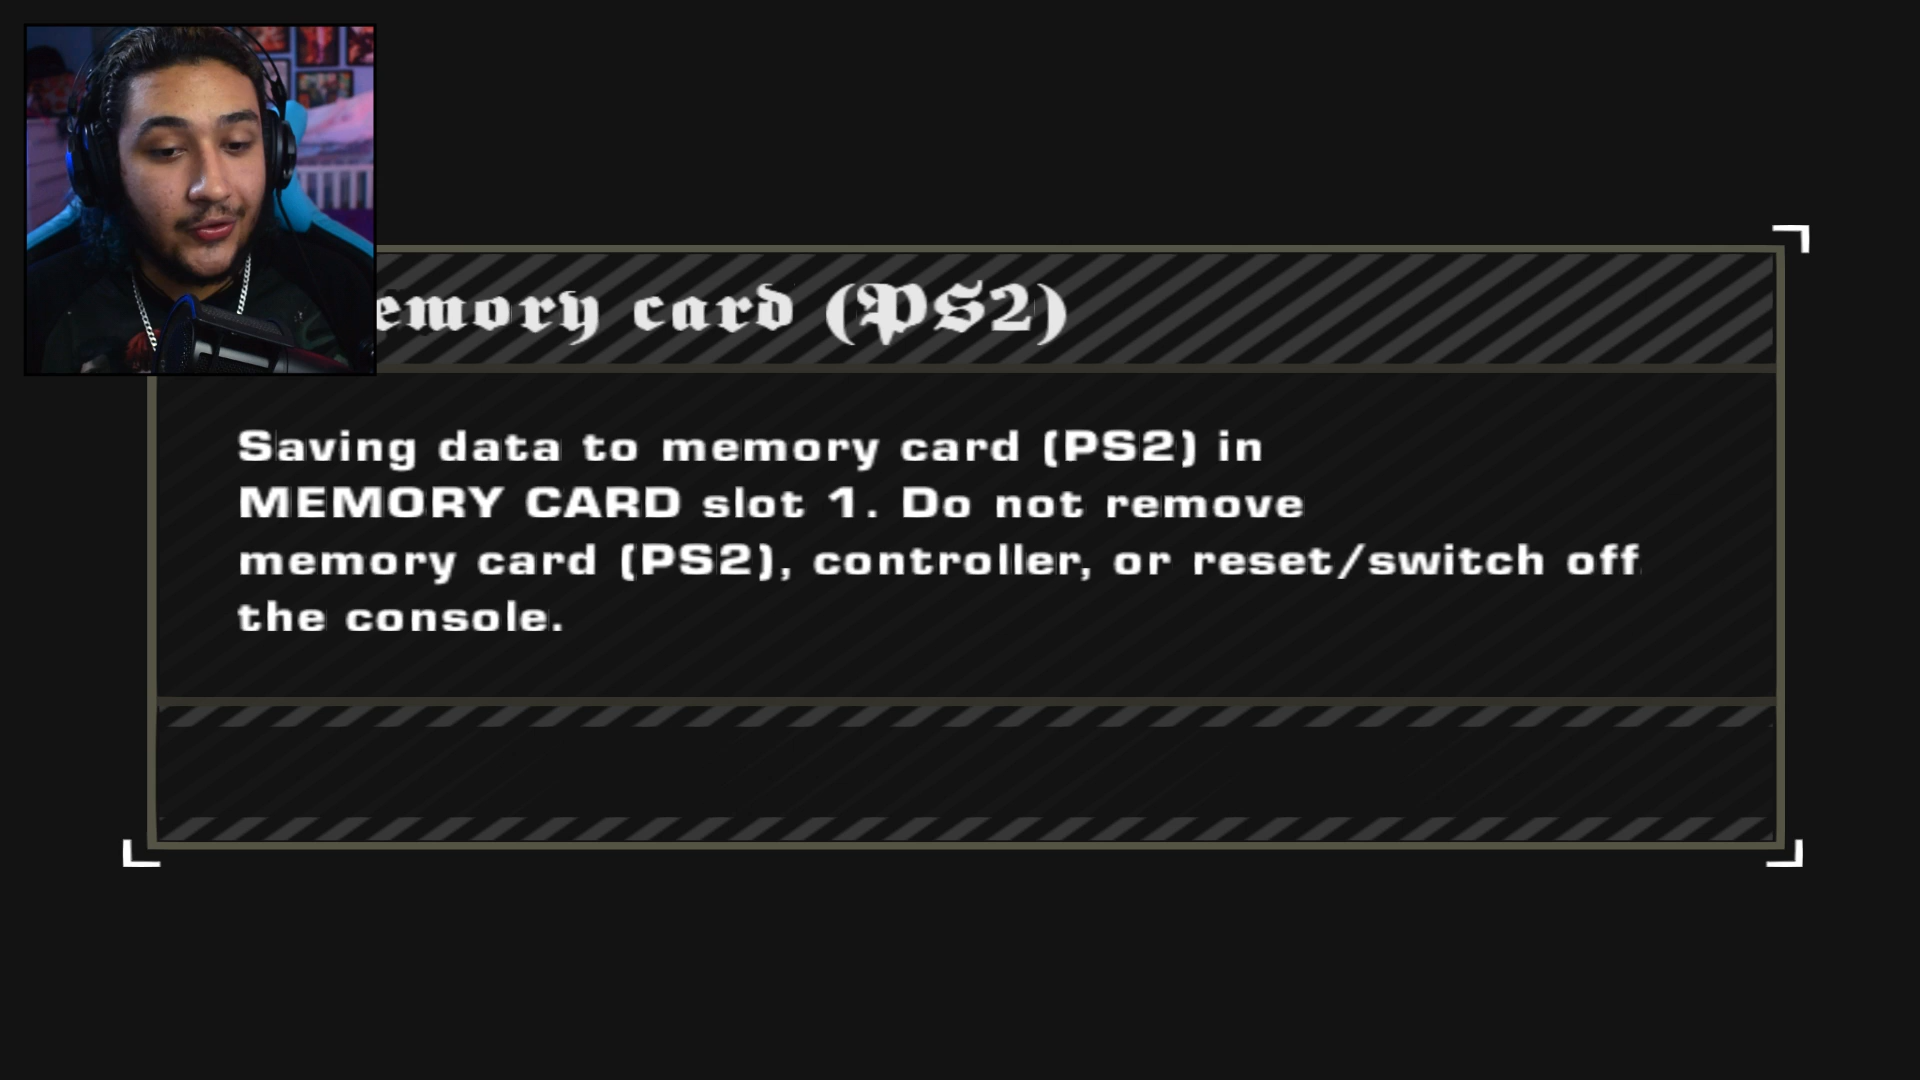 emory card (PS2)
Saving data to memory card (PS2) in
MEMORY CARD slot 1. Do not remove
memory card (PS2), controller, or reset/switch off
the console.